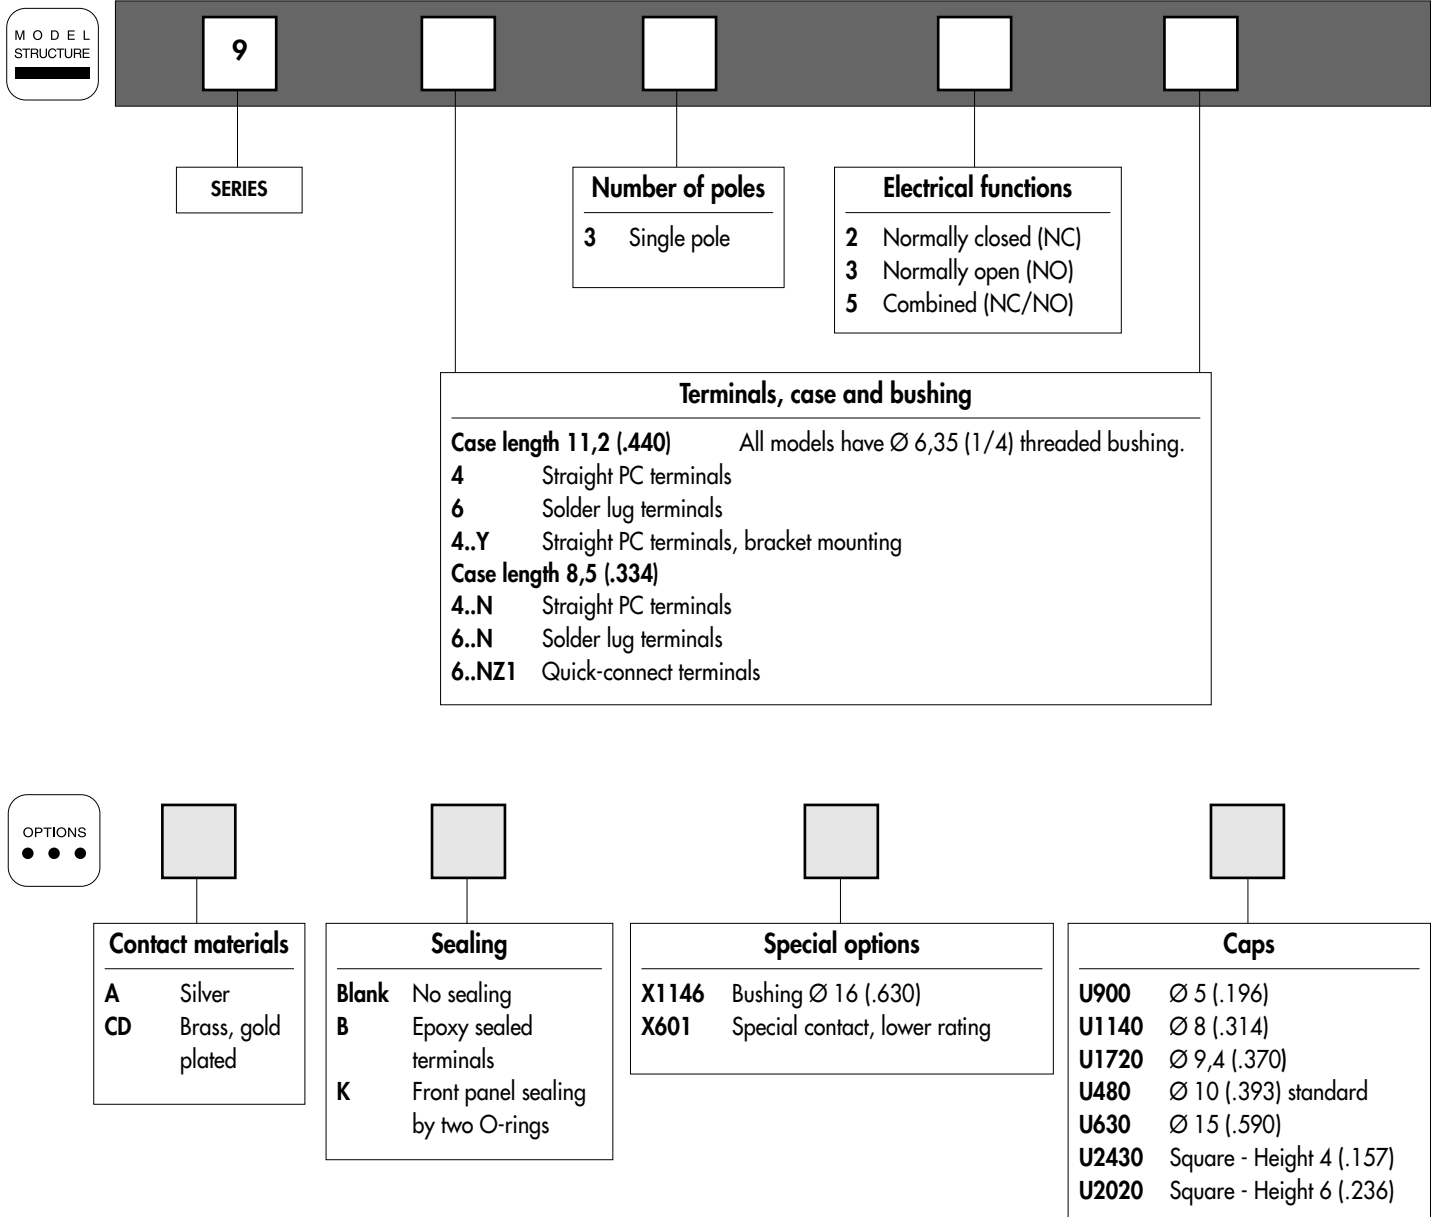 MODEL
STRUCTURE
9
SERIES
Number of poles
3 Single pole
Electrical functions
2 Normally closed (NC)
3 Normally open (NO)
5 Combined (NC/NO)
Terminals, case and bushing
Case length 11,2 (.440) All models have Ø 6,35 (1/4) threaded bushing.
4 Straight PC terminals
6 Solder lug terminals
4..Y Straight PC terminals, bracket mounting
Case length 8,5 (.334)
4..N Straight PC terminals
6..N Solder lug terminals
6..NZ1 Quick-connect terminals
OPTIONS
Contact materials
A Silver
CD Brass, gold
plated
Sealing
Blank No sealing
B Epoxy sealed
terminals
K Front panel sealing
by two O-rings
Special options
X1146 Bushing Ø 16 (.630)
X601 Special contact, lower rating
Caps
U900 Ø 5 (.196)
U1140 Ø 8 (.314)
U1720 Ø 9,4 (.370)
U480 Ø 10 (.393) standard
U630 Ø 15 (.590)
U2430 Square - Height 4 (.157)
U2020 Square - Height 6 (.236)